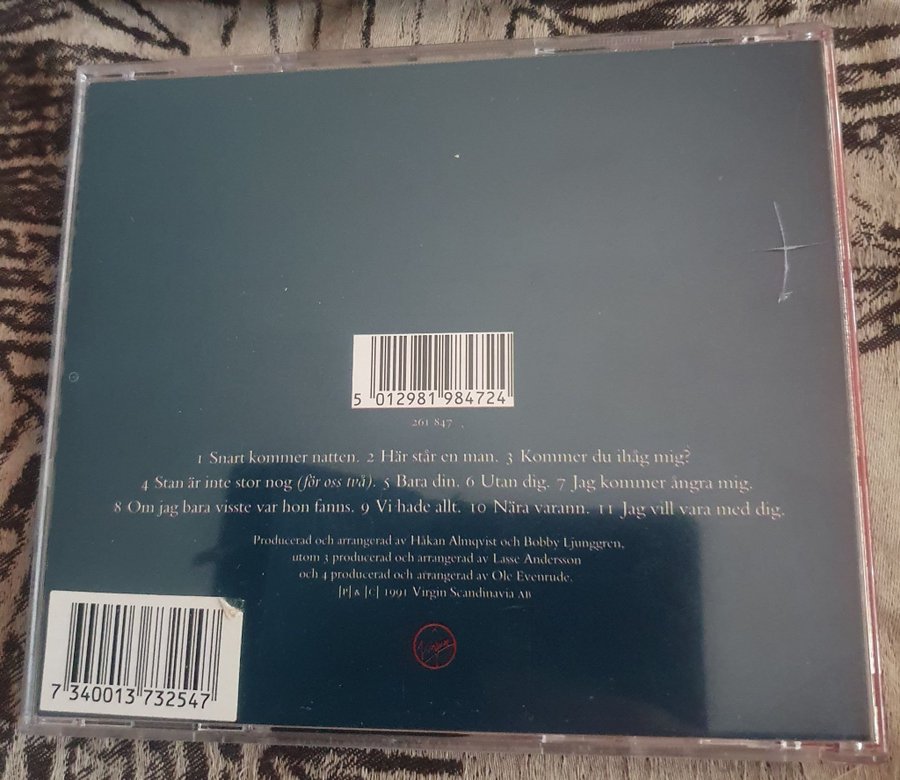 5 012981 984724
261 847
1 Snart kommer natten. 2 Här står en man. 3 Kommer du ihåg mig?
4 Stan är inte stor nog (för oss två). 5 Bara din. 6 Utan dig. 7 Jag kommer ångra mig.
8 Om jag bara visste var hon fanns. 9 Vi hade allt. 10 Nära varann. 11 Jag vill vara med dig.
Producerad och arrangerad av Håkan Almqvist och Bobby Ljunggren,
utom 3 producerad och arrangerad av Lasse Andersson
och 4 producerad och arrangerad av Ole Evenrude.
[P] & [C] 1991 Virgin Scandinavia AB
Virgin
7 340013 732547